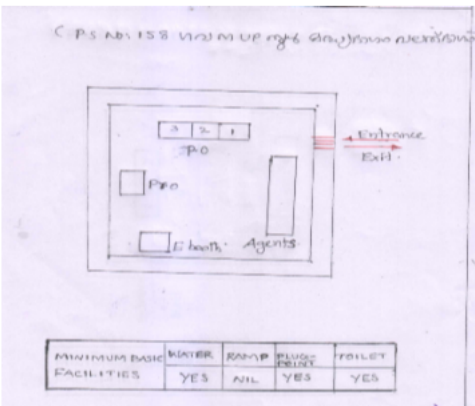 C P.S No: 158
3 2 1
PO
Entrance
Exit.
PRO
E booth. Agents
MINIMUM BASIC FACILITIES WATER RAMP PLUG-POINT TOILET
YES NIL YES YES